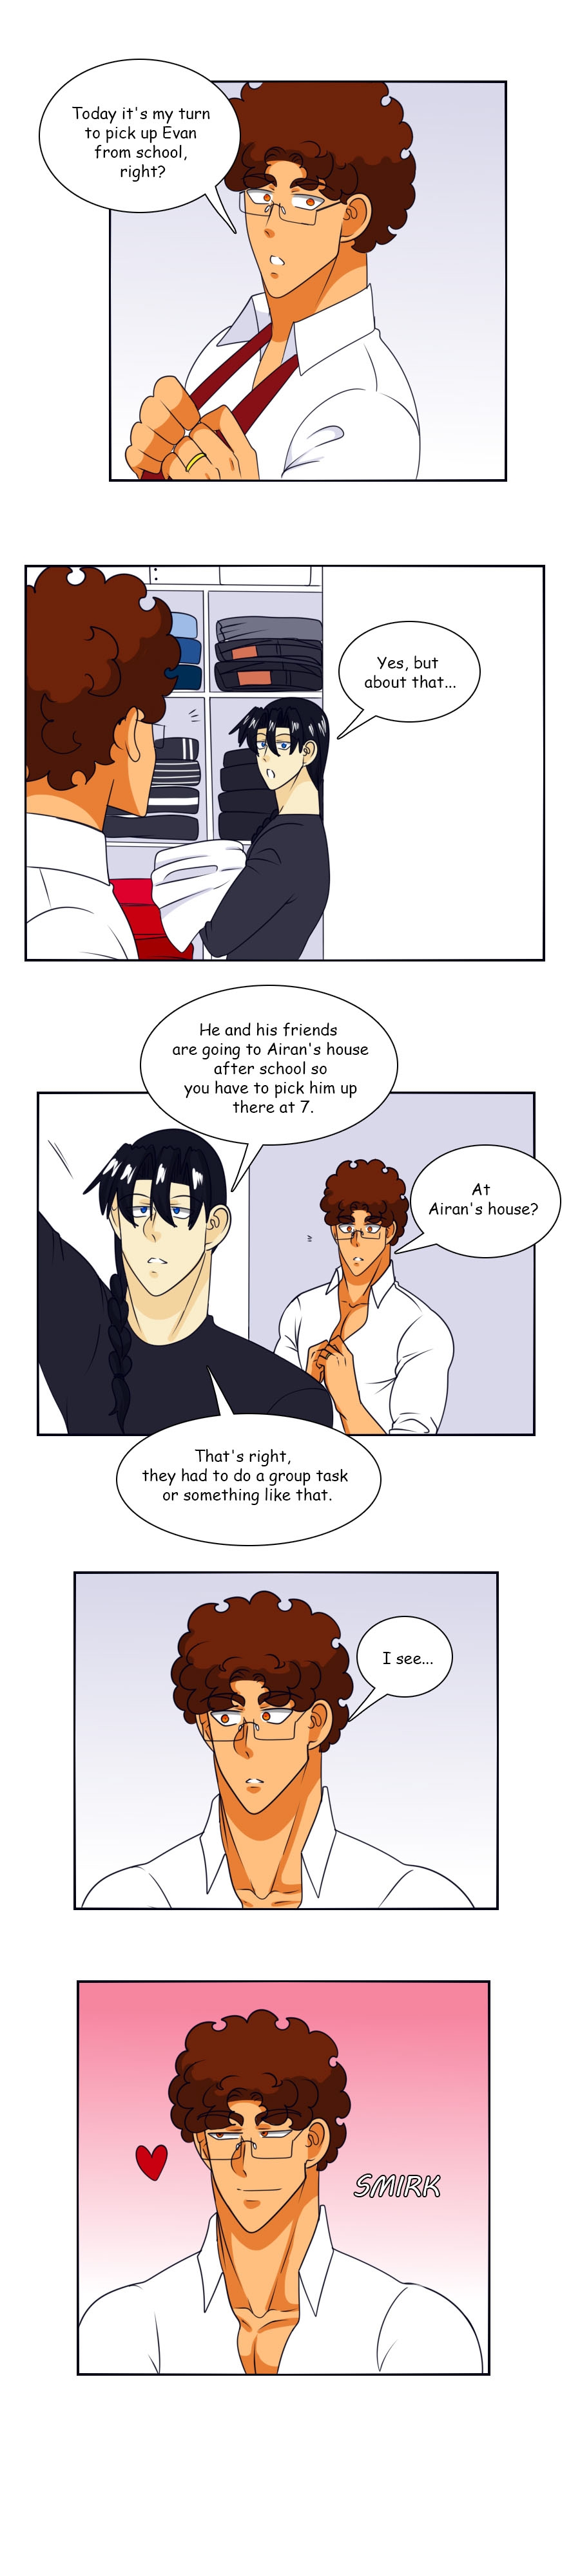 Today it's my turn
to pick up Evan
from school,
right?
Yes, but
about that...
He and his friends
are going to Airan's house
after school so
you have to pick him up
there at 7.
At
Airan's house?
That's right,
they had to do a group task
or something like that.
I see...
SMIRK